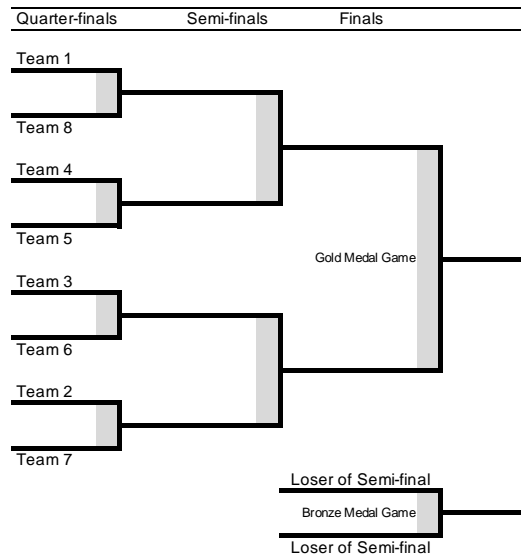 Quarter-finals Semi-finals Finals
Team 1
Team 8
Team 4
Team 5
Gold Medal Game
Team 3
Team 6
Team 2
Team 7
Loser of Semi-final
Bronze Medal Game
Loser of Semi-final